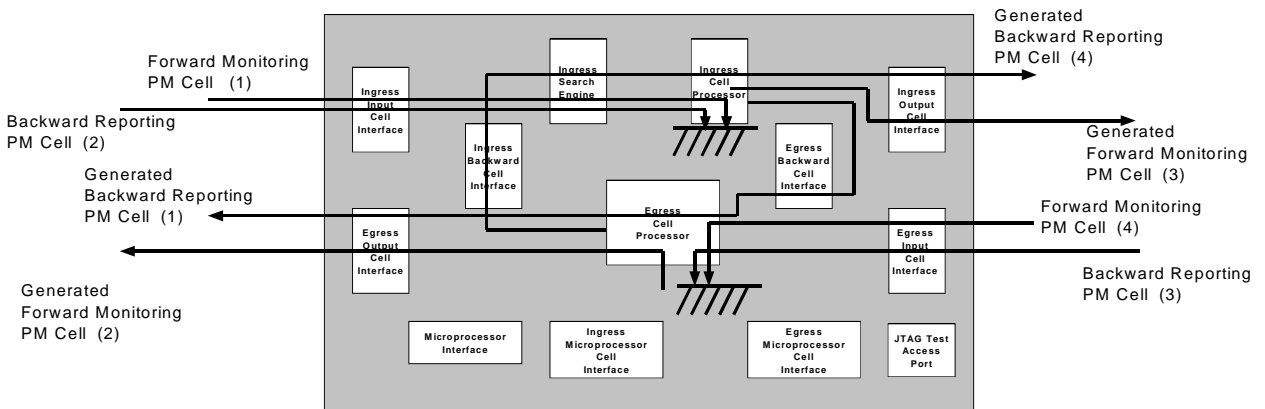 Generated
Backward Reporting
PM Cell (4)
Forward Monitoring
PM Cell (1)
Backward Reporting
PM Cell (2)
Generated
Backward Reporting
PM Cell (1)
Generated
Forward Monitoring
PM Cell (2)
Ingress
Input
Cell
Interface
Ingress
Search
Engine
Ingress
Cell
Processor
Ingress
Output
Cell
Interface
Ingress
Backward
Cell
Interface
Egress
Backward
Cell
Interface
Egress
Cell
Processor
Egress
Output
Cell
Interface
Egress
Input
Cell
Interface
Generated
Forward Monitoring
PM Cell (3)
Forward Monitoring
PM Cell (4)
Backward Reporting
PM Cell (3)
Microprocessor
Interface
Ingress
Microprocessor
Cell
Interface
Egress
Microprocessor
Cell
Interface
JTAG Test
Access
Port